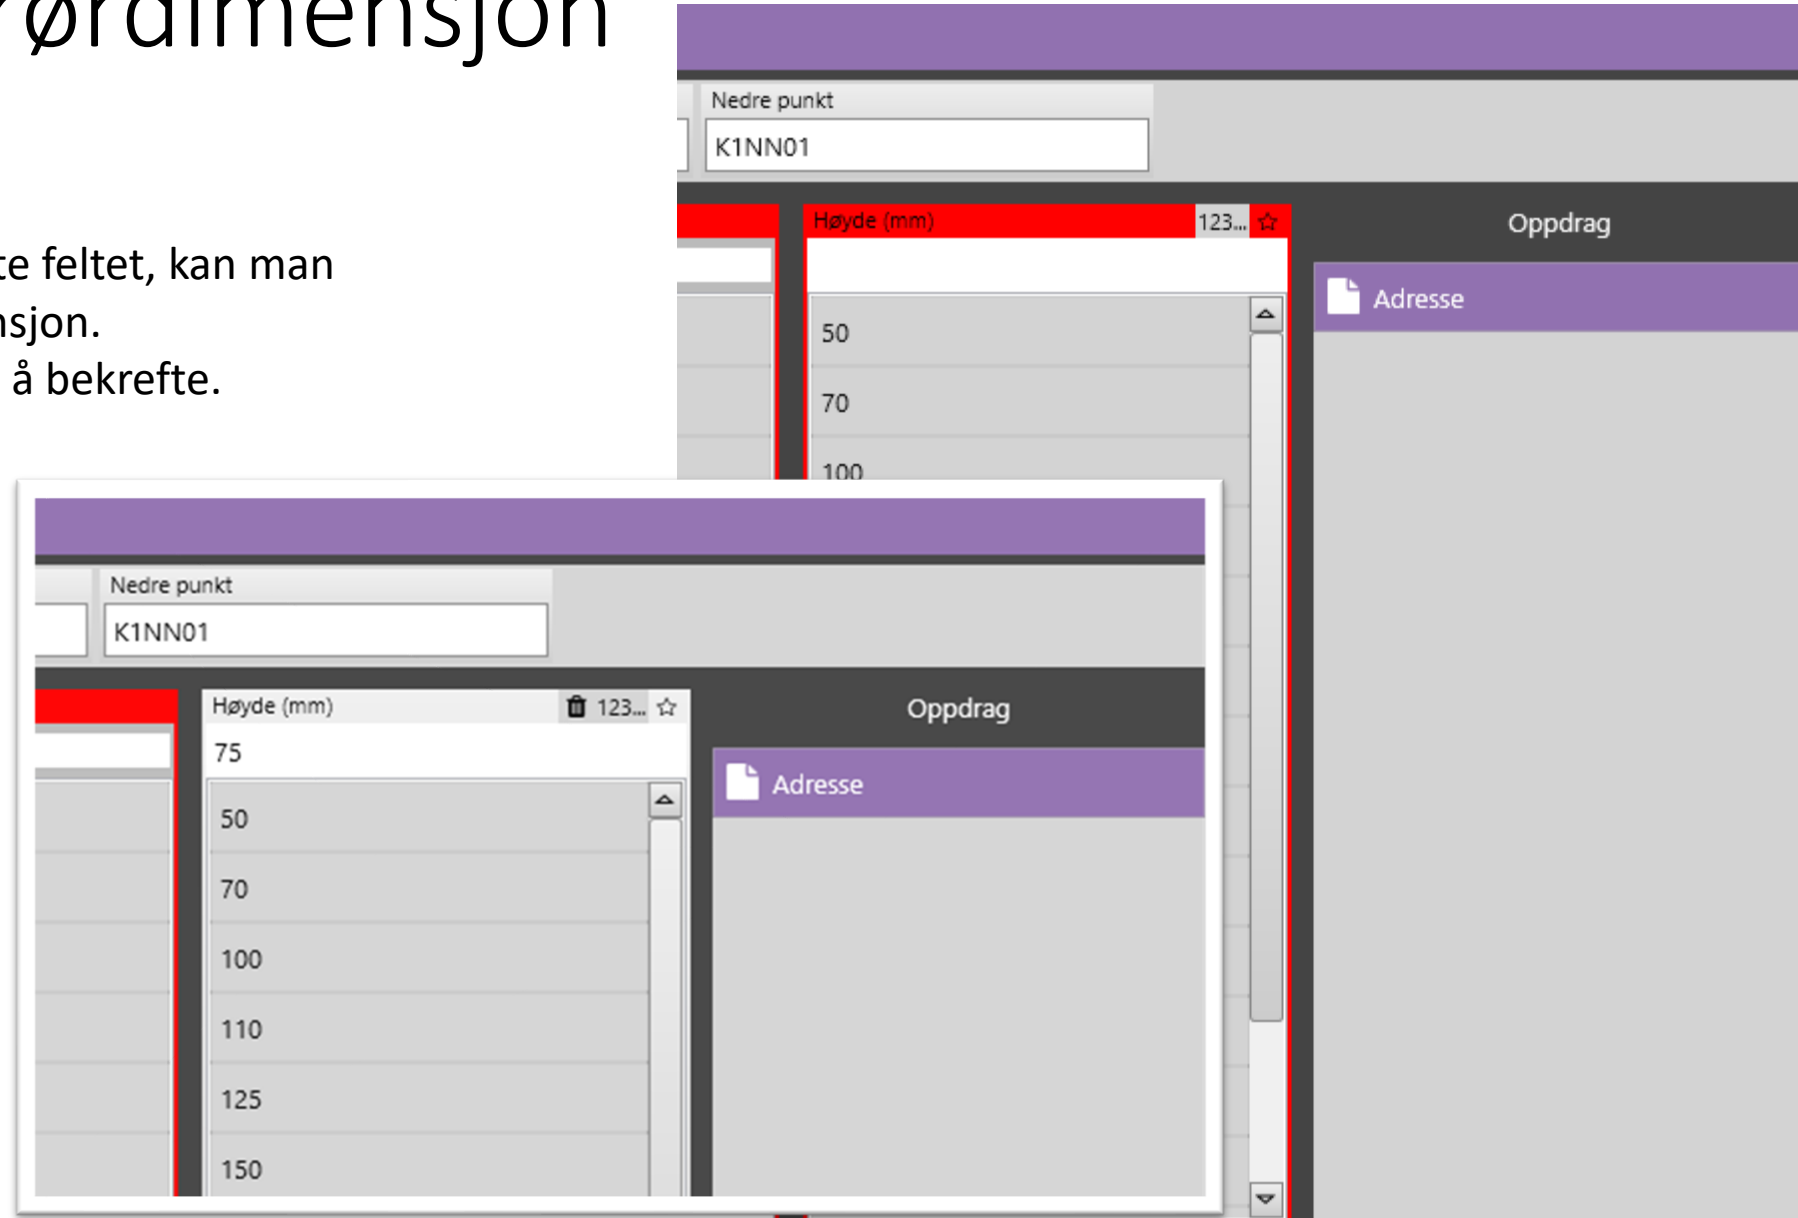 rørdimensjon
te feltet, kan man
nsjon.
å bekrefte.
Nedre punkt
K1NN01
Høyde (mm) 123...
Oppdrag
Adresse
50
70
100
Nedre punkt
K1NN01
Høyde (mm) 123...
75
Oppdrag
Adresse
50
70
100
110
125
150